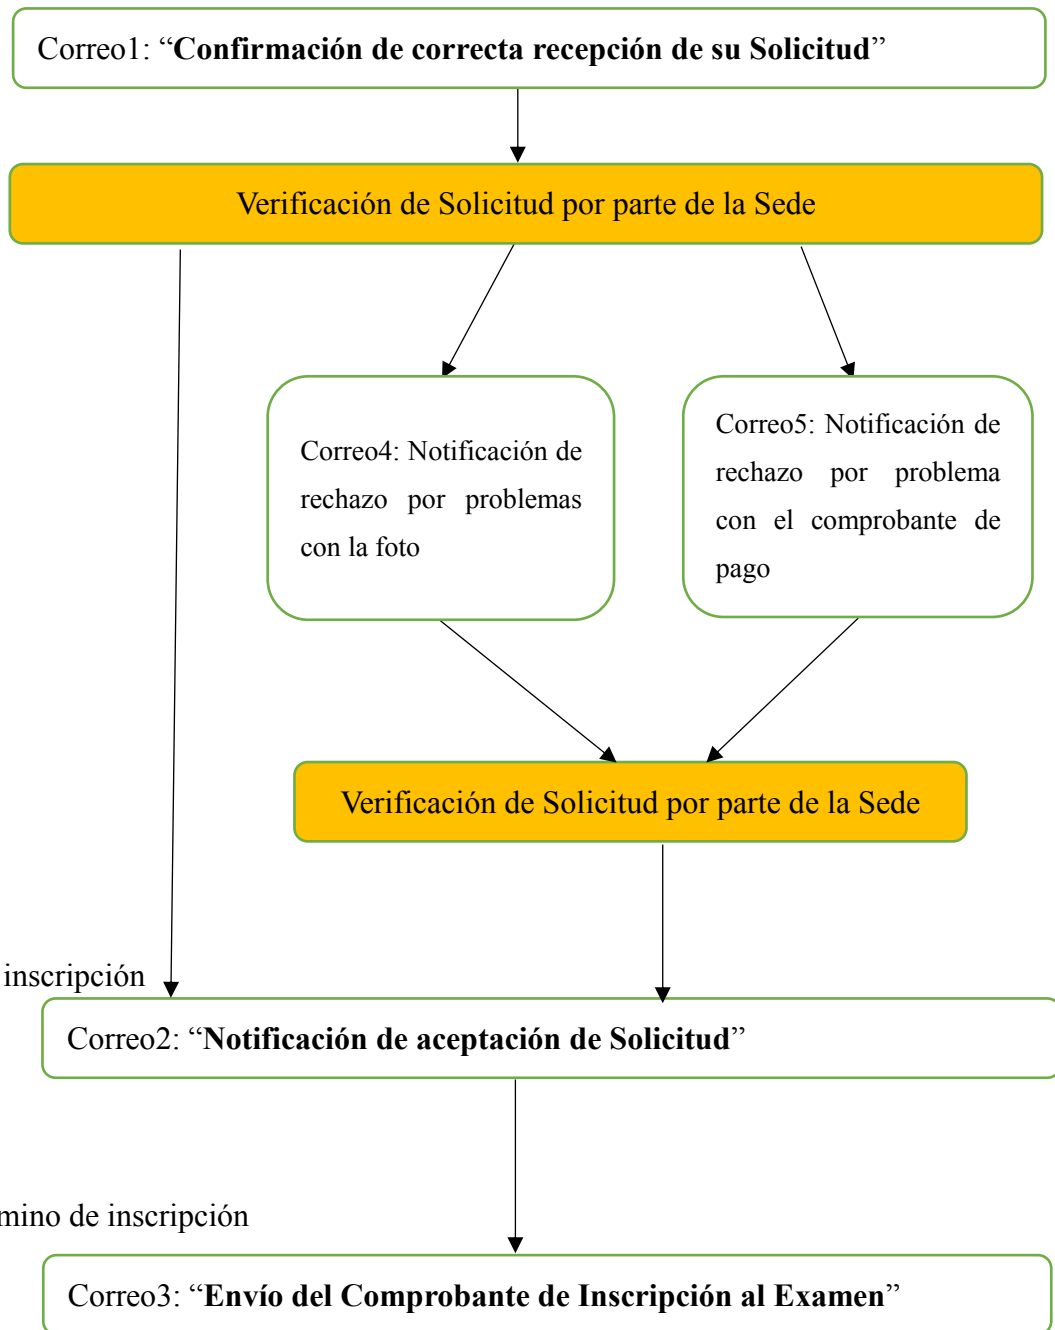 Correo1: “Confirmación de correcta recepción de su Solicitud”
Verificación de Solicitud por parte de la Sede
Correo4: Notificación de
rechazo por problemas
con la foto
Correo5: Notificación de
rechazo por problema
con el comprobante de
pago
Verificación de Solicitud por parte de la Sede
inscripción
Correo2: “Notificación de aceptación de Solicitud”
mino de inscripción
Correo3: “Envío del Comprobante de Inscripción al Examen”